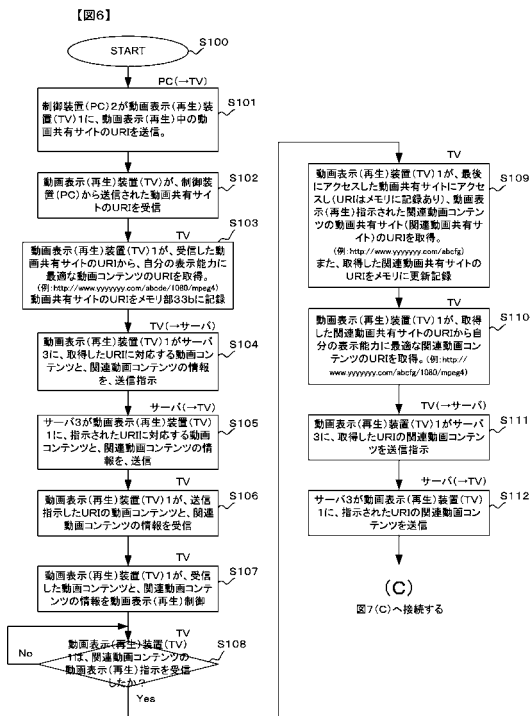 【図6】
START
S100
PC(→TV)
制御装置(PC)2が動画表示(再生)装
置(TV)1に、動画表示(再生)中の動
画共有サイトのURIを送信。
S101
動画表示(再生)装置(TV)が、制御装
置(PC)から送信された動画共有サイ
トのURIを受信
S102
TV
S103
動画表示(再生)装置(TV)1が、受信した動
画共有サイトのURIから、自分の表示能力に
最適な動画コンテンツのURIを取得。
(例:http://www.yyyyyyy.com/abcde/1080/mpeg4)
動画共有サイトのURIをメモリ部33bに記録
TV(→サーバ)
S104
動画表示(再生)装置(TV)1がサーバ
3に、取得したURIに対応する動画コン
テンツと、関連動画コンテンツの情報
を、送信指示
サーバ(→TV)
S105
サーバ3が動画表示(再生)装置(TV)
1に、指示されたURIに対応する動画
コンテンツと、関連動画コンテンツの情
報を、送信
TV
S106
動画表示(再生)装置(TV)1が、送信
指示したURIの動画コンテンツと、関連
動画コンテンツの情報を受信
TV
S107
動画表示(再生)装置(TV)1が、受信
した動画コンテンツと、関連動画コンテ
ンツの情報を動画表示(再生)制御
TV
S108
動画表示(再生)装置(TV)
1は、関連動画コンテンツの
動画表示(再生)指示を受信
したか?
No
Yes
TV
S109
動画表示(再生)装置(TV)1が、最後
にアクセスした動画共有サイトにアクセ
スし(URIはメモリに記録あり)、動画表
示(再生)指示された関連動画コンテン
ツの動画共有サイト(関連動画共有サ
イト)のURIを取得。
(例:http://www.yyyyyyy.com/abcfg)
また、取得した関連動画共有サイトの
URIをメモリに更新記録
TV
S110
動画表示(再生)装置(TV)1が、取得
した関連動画共有サイトのURIから自
分の表示能力に最適な関連動画コン
テンツのURIを取得。(例:http://
www.yyyyyyy.com/abcfg/1080/mpeg4)
TV(→サーバ)
S111
動画表示(再生)装置(TV)1がサーバ
3に、取得したURIの関連動画コンテン
ツを送信指示
サーバ(→TV)
S112
サーバ3が動画表示(再生)装置(TV)
1に、指示されたURIの関連動画コン
テンツを送信
(C)
図7(C)へ接続する